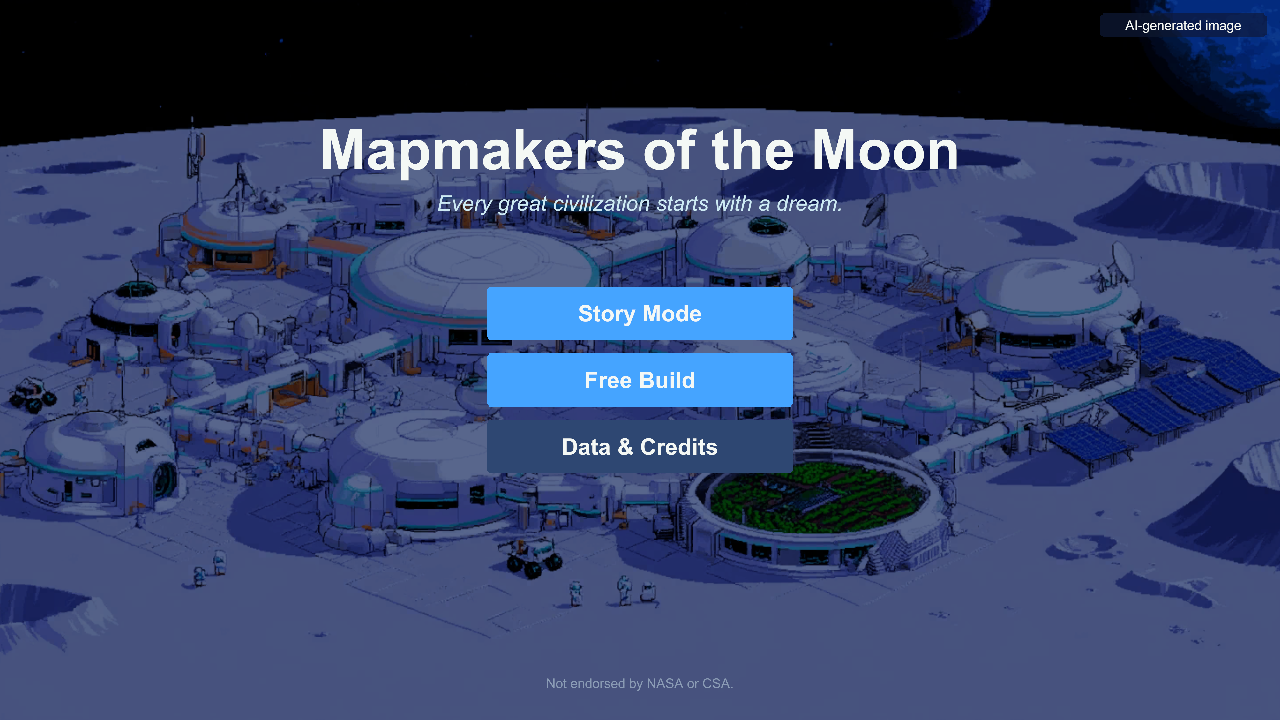 AI-generated image
Mapmakers of the Moon
Every great civilization starts with a dream.
Story Mode
Free Build
Data & Credits
Not endorsed by NASA or CSA.